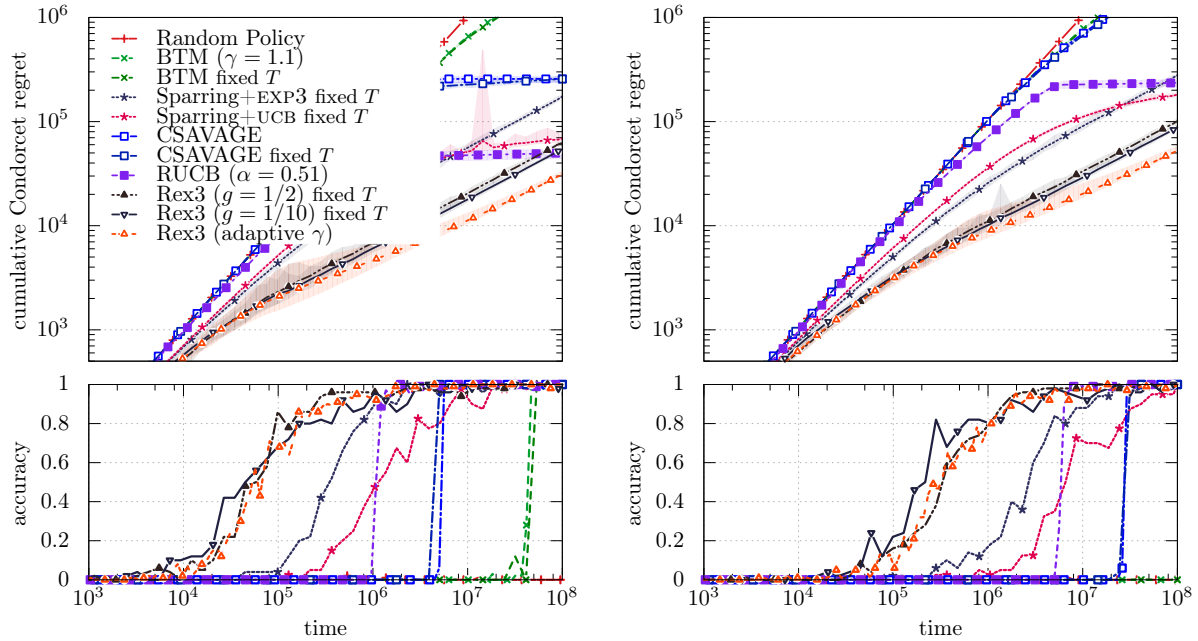 10^6
10^5
10^4
10^3
cumulative Condorcet regret
Random Policy
BTM (γ = 1.1)
BTM fixed T
Sparring+EXP3 fixed T
Sparring+UCB fixed T
CSAVAGE
CSAVAGE fixed T
RUCB (α = 0.51)
Rex3 (g = 1/2) fixed T
Rex3 (g = 1/10) fixed T
Rex3 (adaptive γ)
1
0.8
0.6
0.4
0.2
0
accuracy
10^3 10^4 10^5 10^6 10^7 10^8
time
10^6
10^5
10^4
10^3
cumulative Condorcet regret
1
0.8
0.6
0.4
0.2
0
accuracy
10^3 10^4 10^5 10^6 10^7 10^8
time